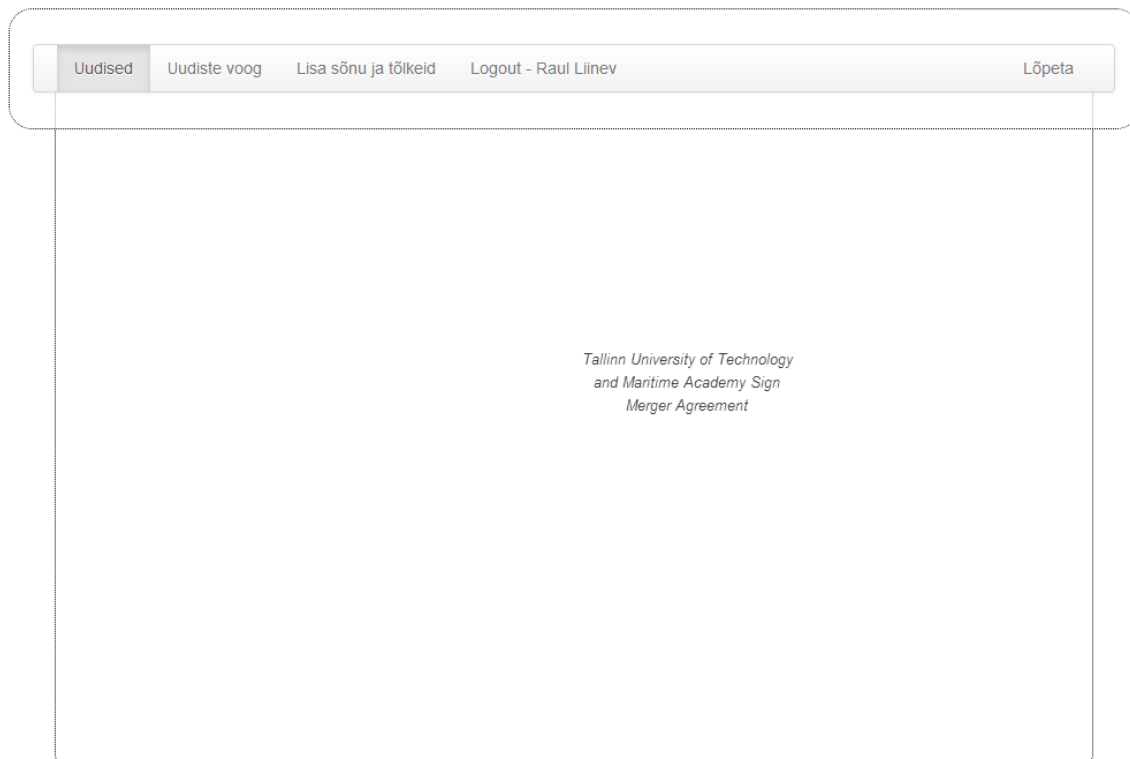 Uudised Uudiste voog Lisa sõnu ja tõlkeid Logout - Raul Liinev Lõpeta
Tallinn University of Technology
and Maritime Academy Sign
Merger Agreement